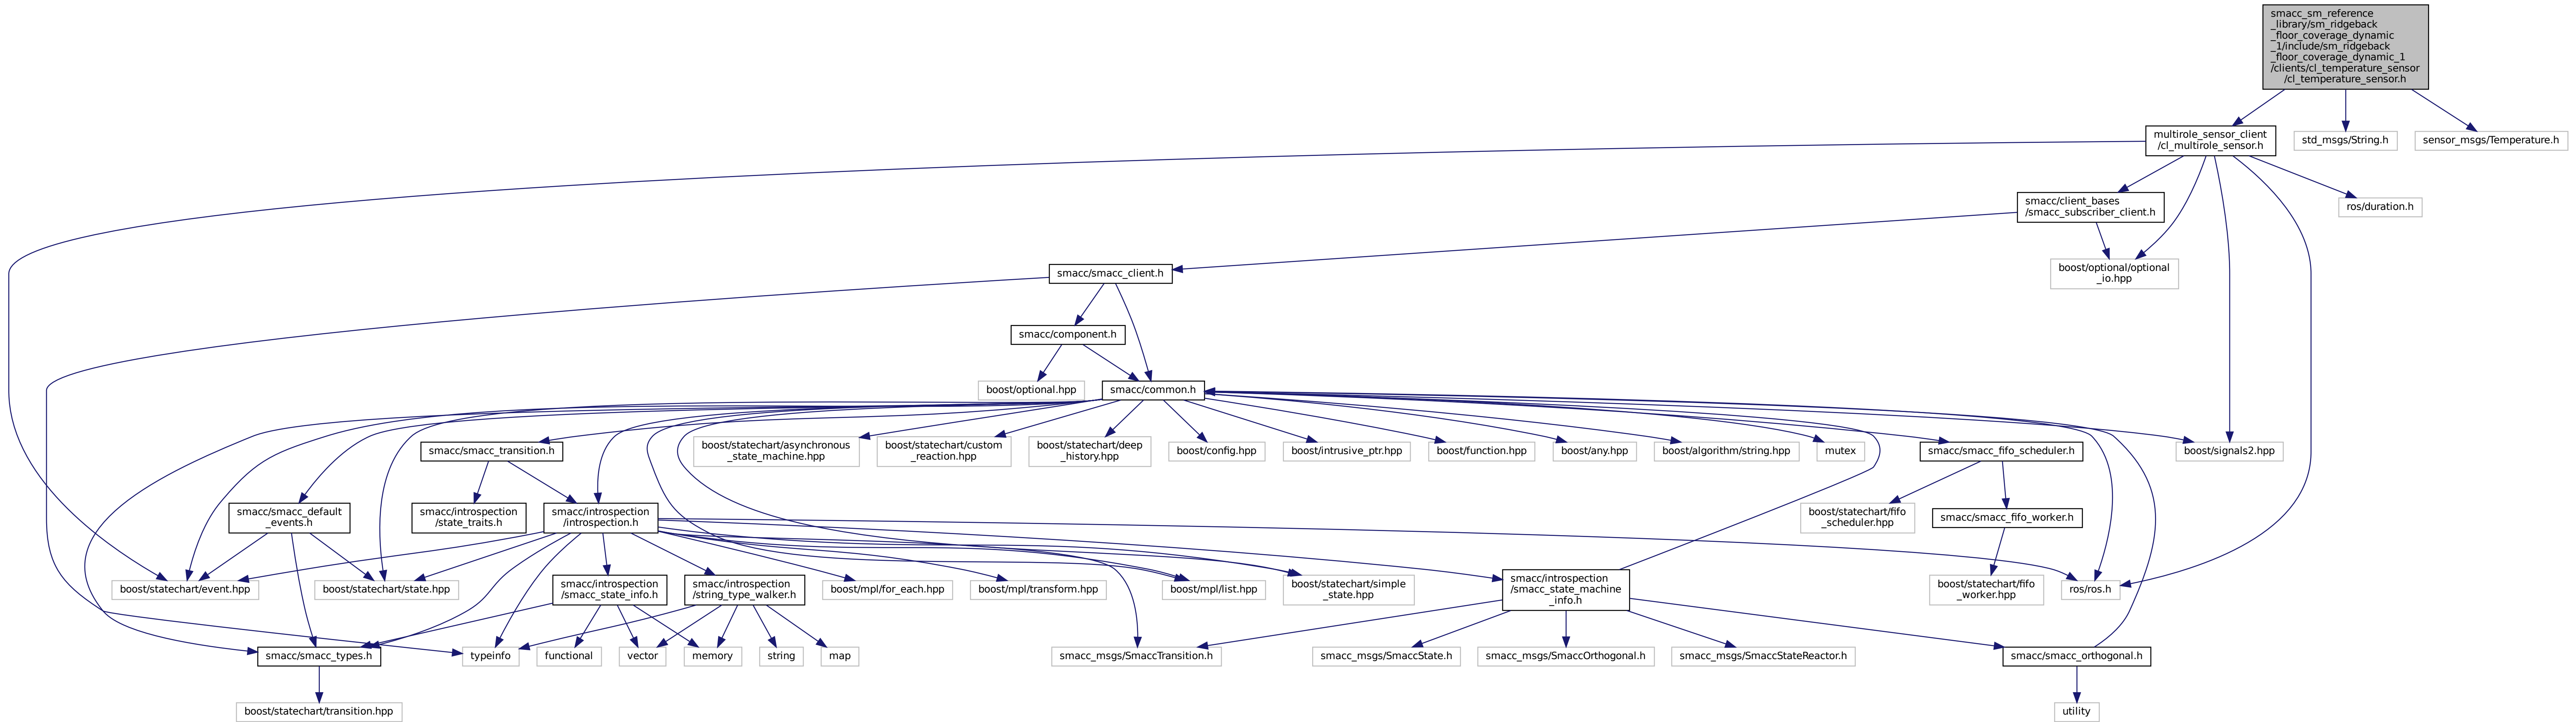 smacc_sm_reference
_library/sm_ridgeback
_floor_coverage_dynamic
_1/include/sm_ridgeback
_floor_coverage_dynamic_1
/clients/cl_temperature_sensor
/cl_temperature_sensor.h
multirole_sensor_client
/cl_multirole_sensor.h
std_msgs/String.h
sensor_msgs/Temperature.h
smacc/client_bases
/smacc_subscriber_client.h
ros/duration.h
smacc/smacc_client.h
boost/optional/optional
_io.hpp
smacc/component.h
boost/optional.hpp
smacc/common.h
smacc/smacc_transition.h
boost/statechart/asynchronous
_state_machine.hpp
boost/statechart/custom
_reaction.hpp
boost/statechart/deep
_history.hpp
boost/config.hpp
boost/intrusive_ptr.hpp
boost/function.hpp
boost/any.hpp
boost/algorithm/string.hpp
mutex
smacc/smacc_fifo_scheduler.h
boost/signals2.hpp
smacc/smacc_default
_events.h
smacc/introspection
/state_traits.h
smacc/introspection
/introspection.h
boost/statechart/fifo
_scheduler.hpp
smacc/smacc_fifo_worker.h
boost/statechart/event.hpp
boost/statechart/state.hpp
smacc/introspection
/smacc_state_info.h
smacc/introspection
/string_type_walker.h
boost/mpl/for_each.hpp
boost/mpl/transform.hpp
boost/mpl/list.hpp
boost/statechart/simple
_state.hpp
smacc/introspection
/smacc_state_machine
_info.h
boost/statechart/fifo
_worker.hpp
ros/ros.h
smacc/smacc_types.h
typeinfo
functional
vector
memory
string
map
smacc_msgs/SmaccTransition.h
smacc_msgs/SmaccState.h
smacc_msgs/SmaccOrthogonal.h
smacc_msgs/SmaccStateReactor.h
smacc/smacc_orthogonal.h
boost/statechart/transition.hpp
utility